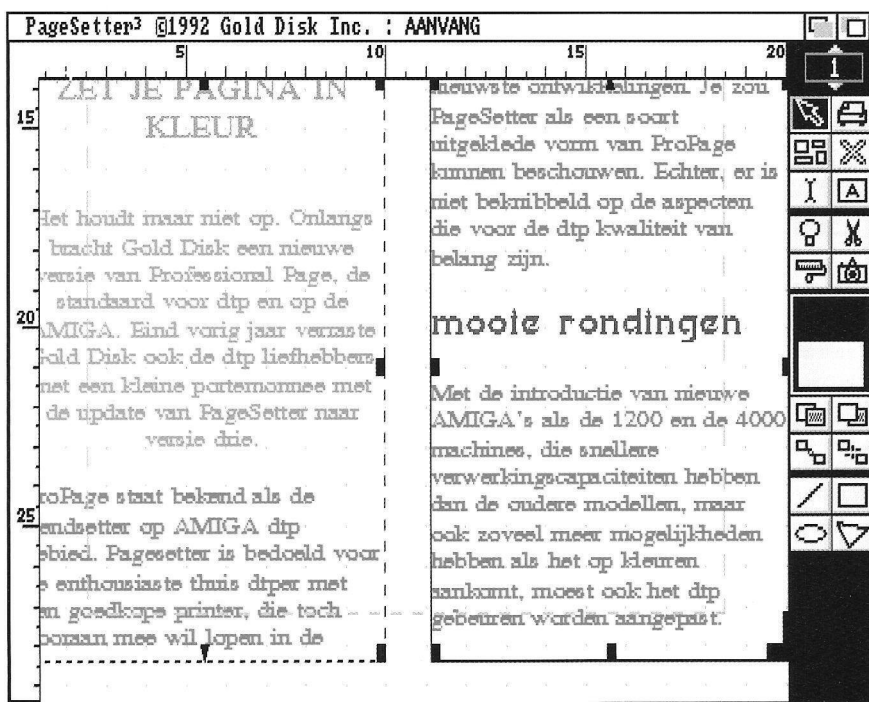 PageSetter³ ©1992 Gold Disk Inc. : AANVANG
5 10 15 20
1
15
20
25
A
ZET JE PAGINA IN
KLEUR
Het houdt maar niet op. Onlangs
bracht Gold Disk een nieuwe
versie van Professional Page, de
standaard voor dtp en op de
AMIGA. Eind vorig jaar verraste
Gold Disk ook de dtp liefhebbers
met een kleine portemonnee met
de update van PageSetter naar
versie drie.
roPage staat bekend als de
endsetter op AMIGA dtp
ebied. Pagesetter is bedoeld voor
e enthousiaste thuis dtper met
en goedkope printer, die toch
ooraan mee wil lopen in de
nieuwste ontwikkelingen. Je zou
PageSetter als een soort
uitgeklede vorm van ProPage
kunnen beschouwen. Echter, er is
niet beknibbeld op de aspecten
die voor de dtp kwaliteit van
belang zijn.
mooie rondingen
Met de introductie van nieuwe
AMIGA's als de 1200 en de 4000
machines, die snellere
verwerkingscapaciteiten hebben
dan de oudere modellen, maar
ook zoveel meer mogelijkheden
hebben als het op kleuren
aankomt, moest ook het dtp
gebeuren worden aangepast.